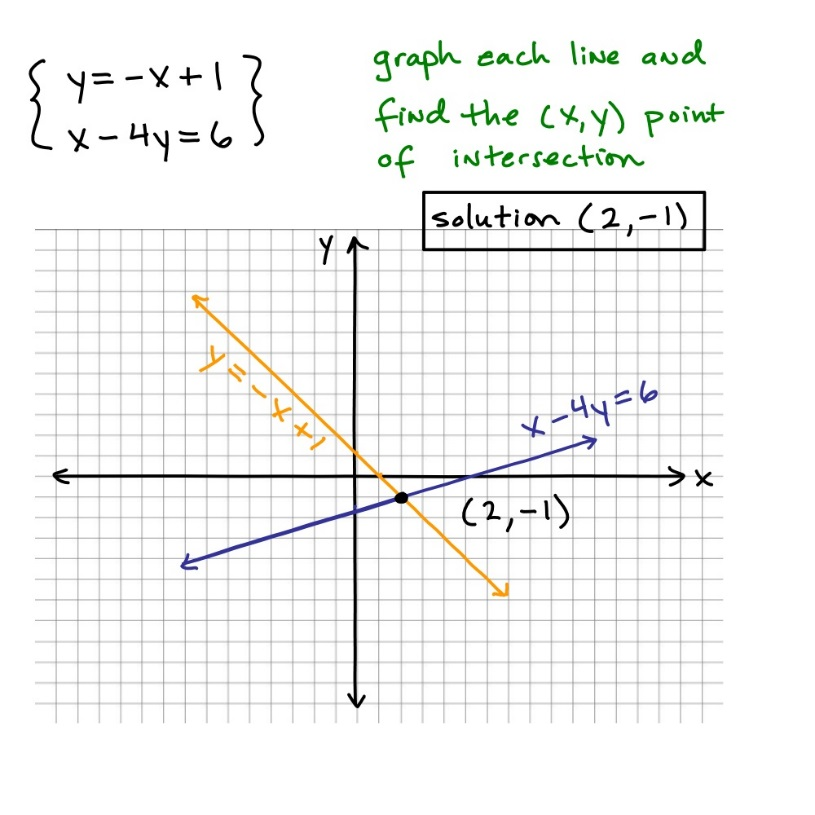 y = -x + 1
x - 4y = 6
graph each line and
find the (x,y) point
of intersection
solution (2,-1)
y
y = -x + 1
x - 4y = 6
x
(2,-1)